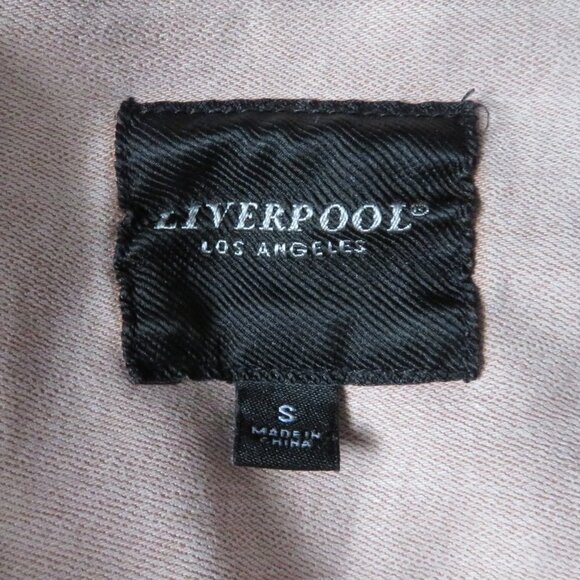 LIVERPOOL®
LOS ANGELES
S
MADE IN
CHINA